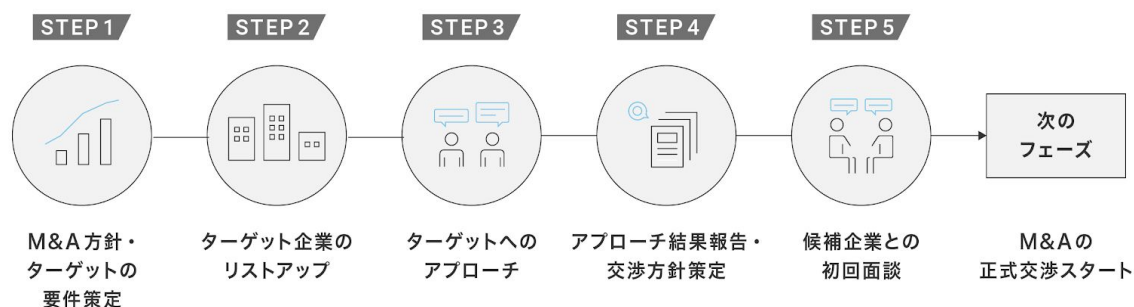 STEP 1
STEP 2
STEP 3
STEP 4
STEP 5
次の
フェーズ
M&A方針・
ターゲットの
要件策定
ターゲット企業の
リストアップ
ターゲットへの
アプローチ
アプローチ結果報告・
交渉方針策定
候補企業との
初回面談
M&Aの
正式交渉スタート